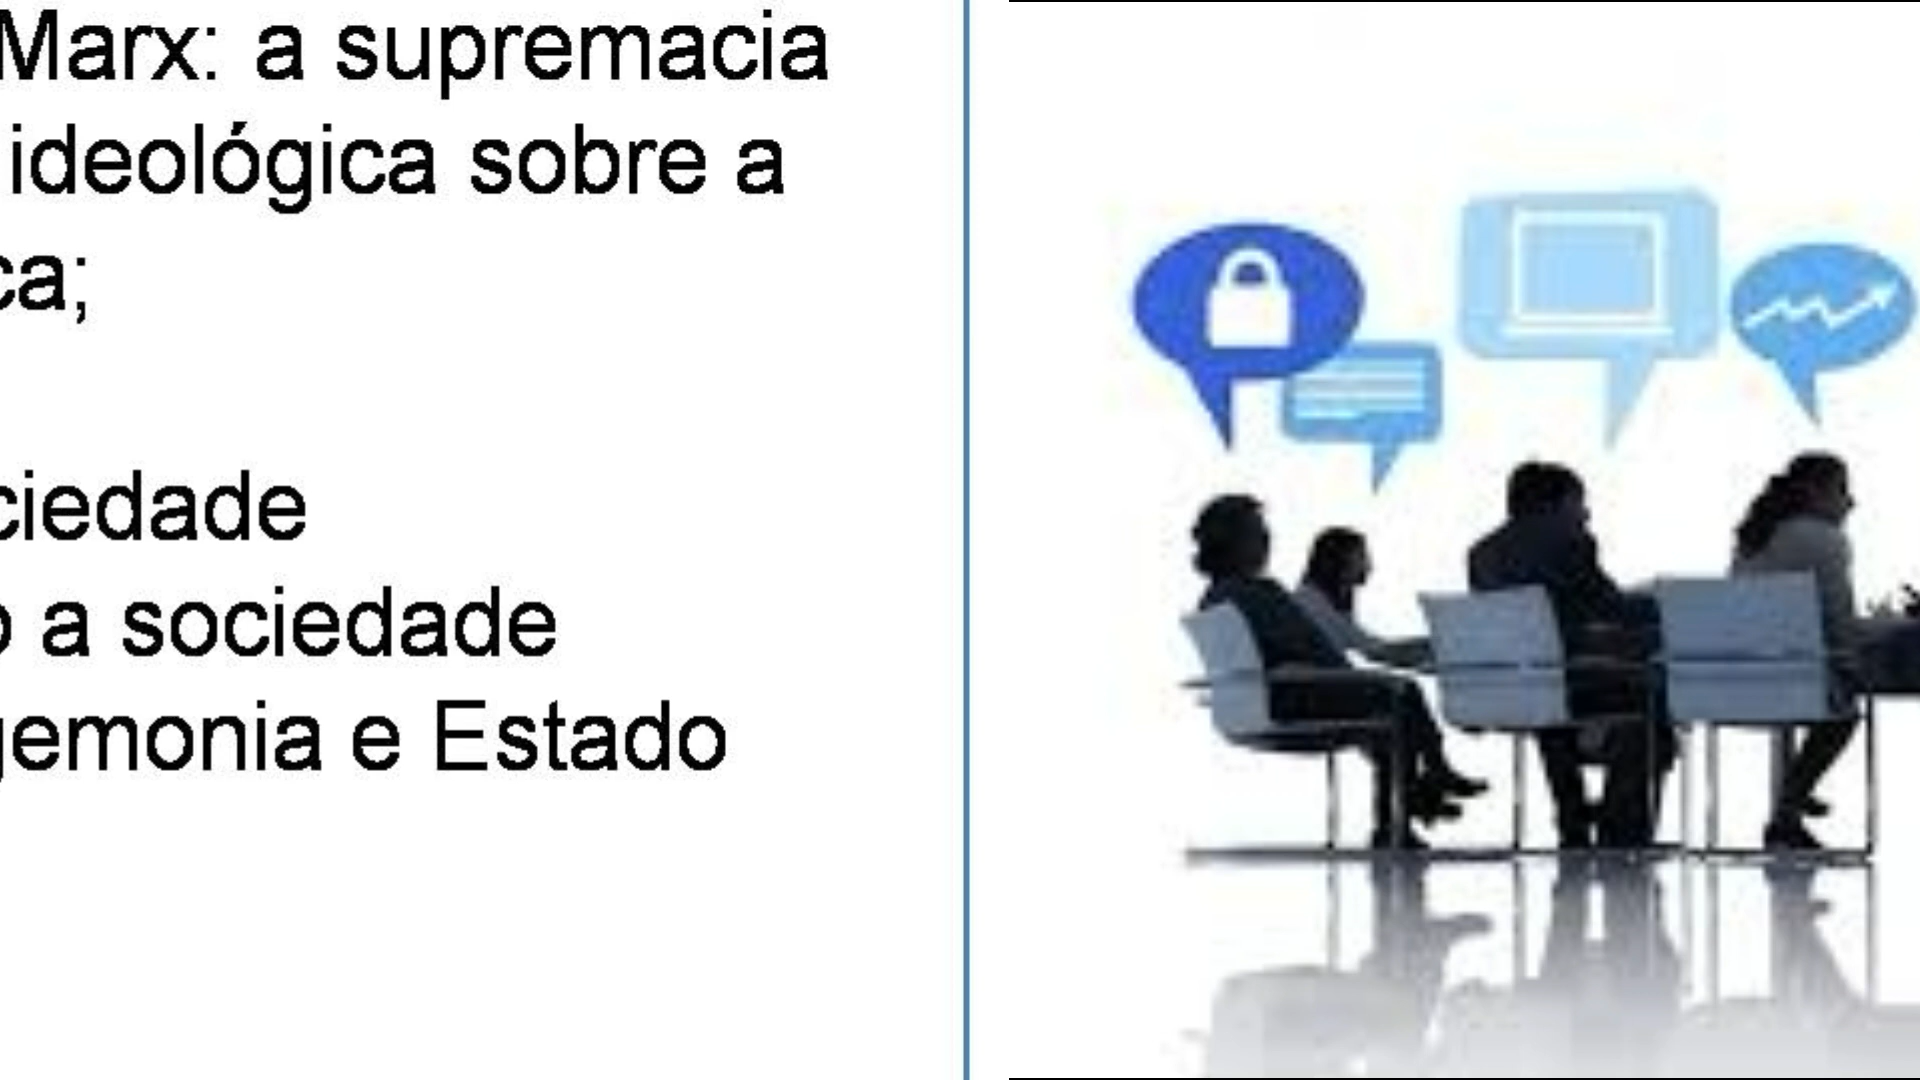 Marx: a supremacia
ideológica sobre a
ca;
ciedade
o a sociedade
gemonia e Estado